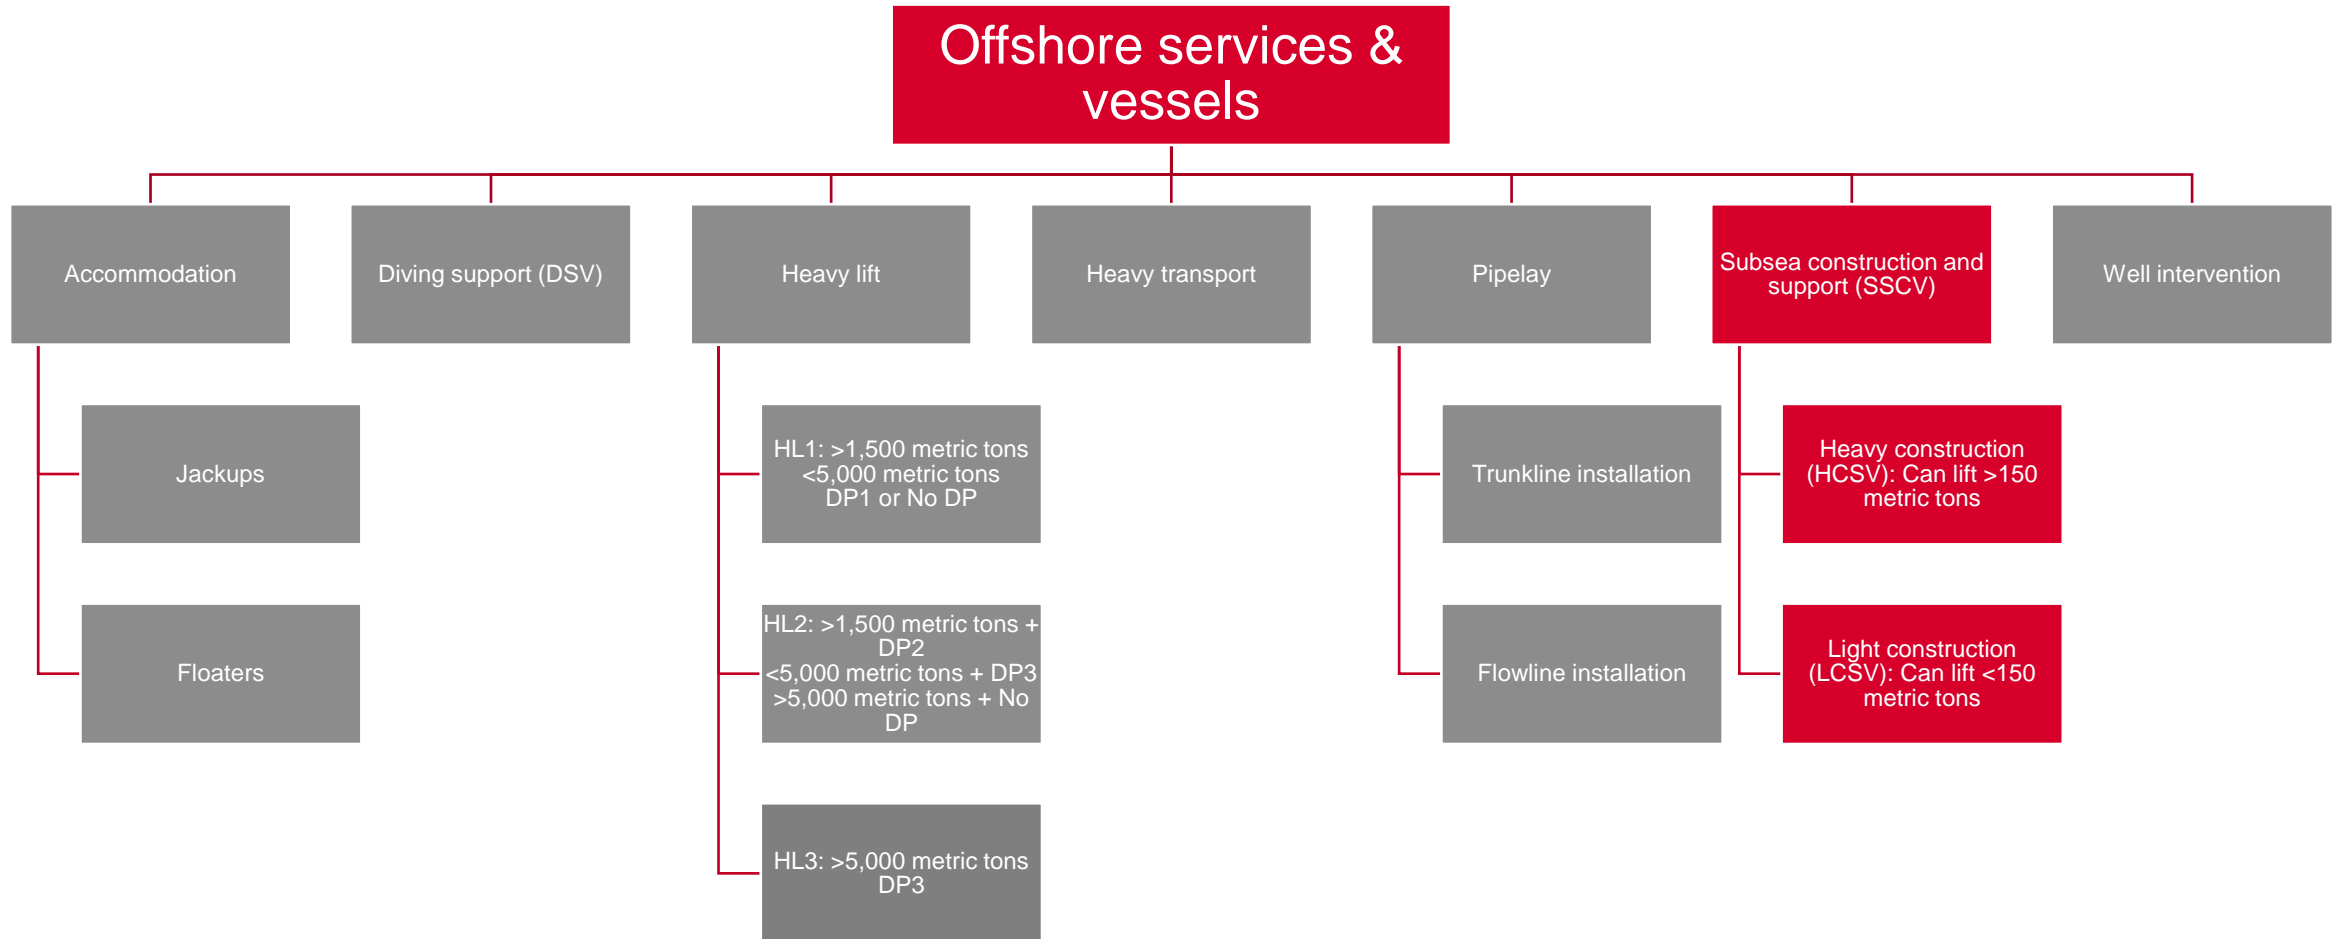 Offshore services &
vessels
Accommodation
Diving support (DSV)
Heavy lift
Heavy transport
Pipelay
Subsea construction and
support (SSCV)
Well intervention
Jackups
Floaters
HL1: >1,500 metric tons
<5,000 metric tons
DP1 or No DP
HL2: >1,500 metric tons +
DP2
<5,000 metric tons + DP3
>5,000 metric tons + No
DP
HL3: >5,000 metric tons
DP3
Trunkline installation
Flowline installation
Heavy construction
(HCSV): Can lift >150
metric tons
Light construction
(LCSV): Can lift <150
metric tons